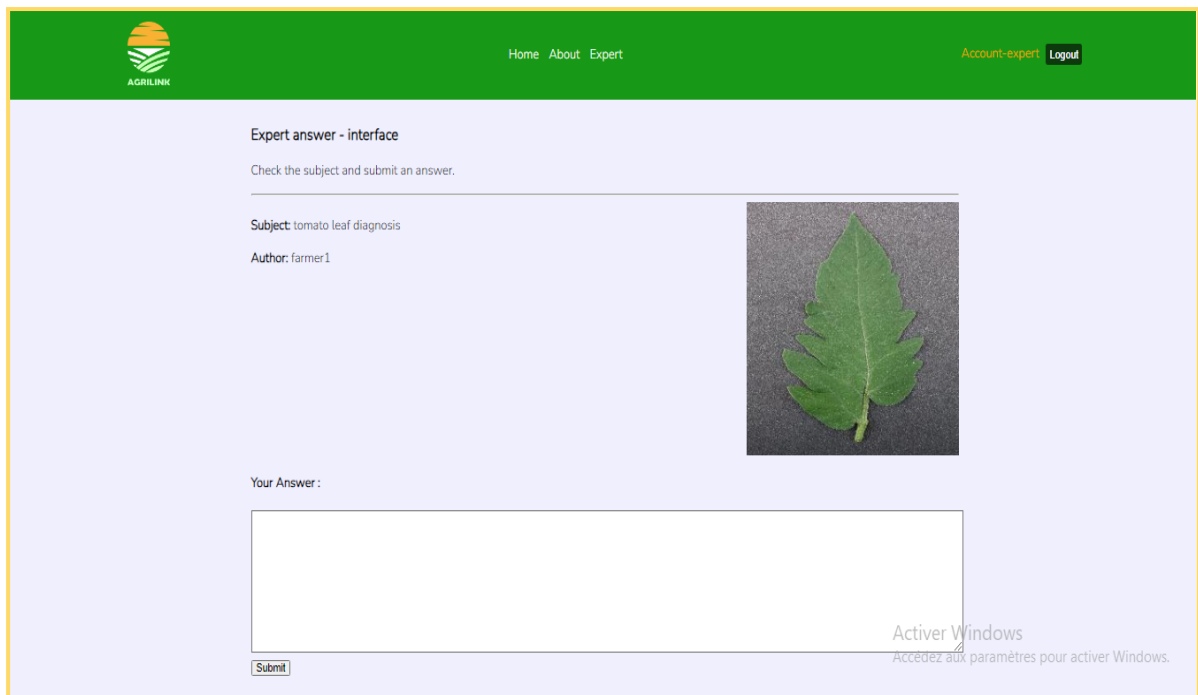 AGRILINK
Home About Expert
Account-expert Logout
Expert answer - interface
Check the subject and submit an answer.
Subject: tomato leaf diagnosis
Author: farmer1
Your Answer :
Submit
Activer Windows
Accédez aux paramètres pour activer Windows.